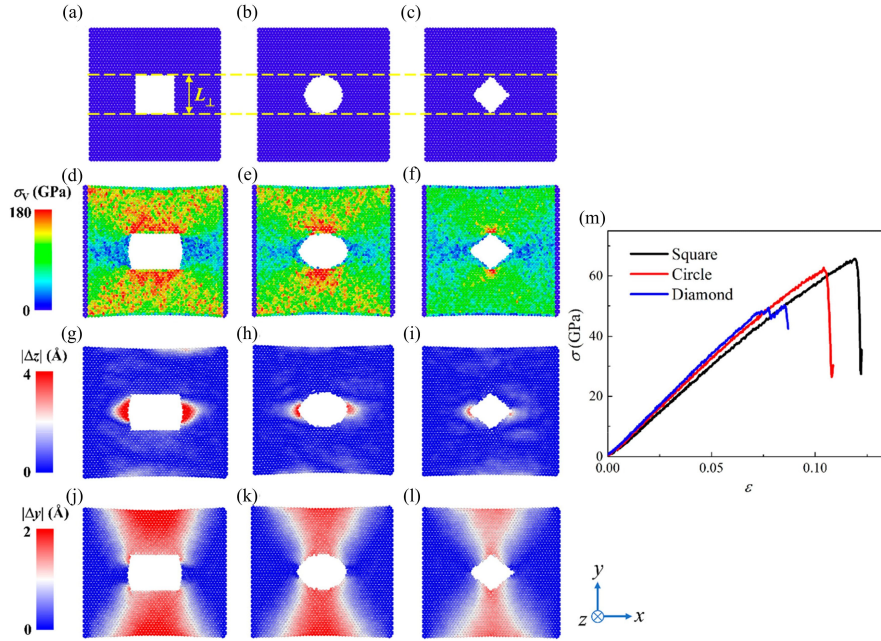 (a) (b) (c)
L⊥
σV (GPa)
180
0
(d) (e) (f)
|Δz| (Å)
4
0
(g) (h) (i)
|Δy| (Å)
2
0
(j) (k) (l)
(m)
Square
Circle
Diamond
σ (GPa)
60
40
20
0
0.00 0.05 0.10
ε
y
z x